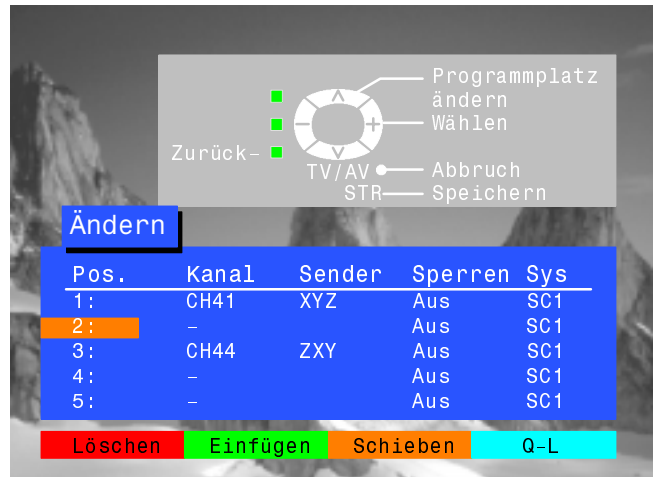 Programmplatz
ändern
Wählen
Zurück–
TV/AV Abbruch
STR Speichern
Ändern
Pos. Kanal Sender Sperren Sys
1: CH41 XYZ Aus SC1
2: – Aus SC1
3: CH44 ZXY Aus SC1
4: – Aus SC1
5: – Aus SC1
Löschen Einfügen Schieben Q–L